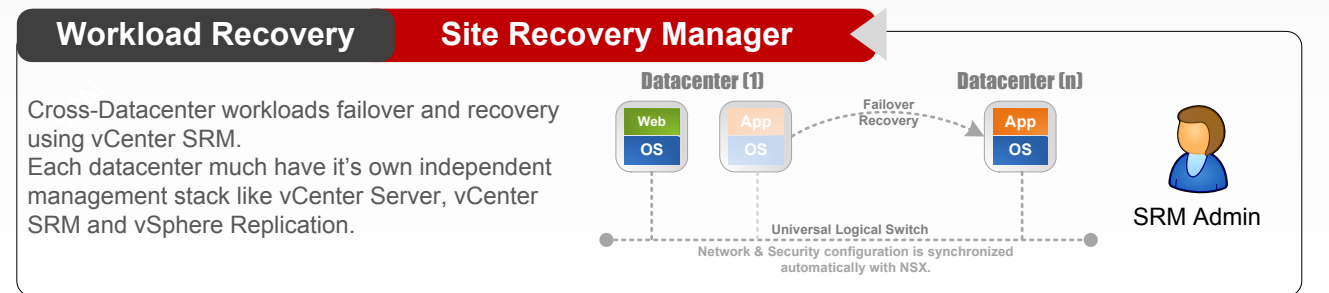 Workload Recovery
Site Recovery Manager
Cross-Datacenter workloads failover and recovery
using vCenter SRM.
Each datacenter much have it's own independent
management stack like vCenter Server, vCenter
SRM and vSphere Replication.
Datacenter (1)
Datacenter (n)
Web
OS
App
OS
Failover
Recovery
App
OS
Universal Logical Switch
Network & Security configuration is synchronized
automatically with NSX.
SRM Admin